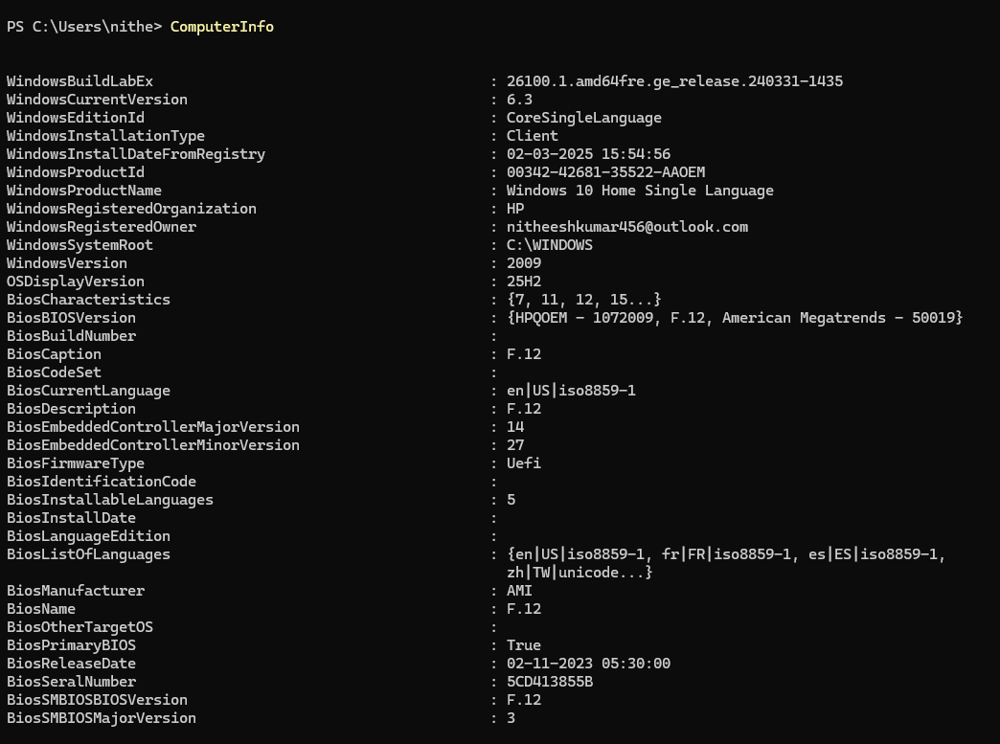 PS C:\Users\nithe> ComputerInfo
WindowsBuildLabEx : 26100.1.amd64fre.ge_release.240331-1435
WindowsCurrentVersion : 6.3
WindowsEditionId : CoreSingleLanguage
WindowsInstallationType : Client
WindowsInstallDateFromRegistry : 02-03-2025 15:54:56
WindowsProductId : 00342-42681-35522-AAOEM
WindowsProductName : Windows 10 Home Single Language
WindowsRegisteredOrganization : HP
WindowsRegisteredOwner : nitheeshkumar456@outlook.com
WindowsSystemRoot : C:\WINDOWS
WindowsVersion : 2009
OSDisplayVersion : 25H2
BiosCharacteristics : {7, 11, 12, 15...}
BiosBIOSVersion : {HPQOEM - 1072009, F.12, American Megatrends - 50019}
BiosBuildNumber :
BiosCaption : F.12
BiosCodeSet :
BiosCurrentLanguage : en|US|iso8859-1
BiosDescription : F.12
BiosEmbeddedControllerMajorVersion : 14
BiosEmbeddedControllerMinorVersion : 27
BiosFirmwareType : Uefi
BiosIdentificationCode :
BiosInstallableLanguages : 5
BiosInstallDate :
BiosLanguageEdition :
BiosListOfLanguages : {en|US|iso8859-1, fr|FR|iso8859-1, es|ES|iso8859-1,
zh|TW|unicode...}
BiosManufacturer : AMI
BiosName : F.12
BiosOtherTargetOS :
BiosPrimaryBIOS : True
BiosReleaseDate : 02-11-2023 05:30:00
BiosSeralNumber : 5CD413855B
BiosSMBIOSBIOSVersion : F.12
BiosSMBIOSMajorVersion : 3